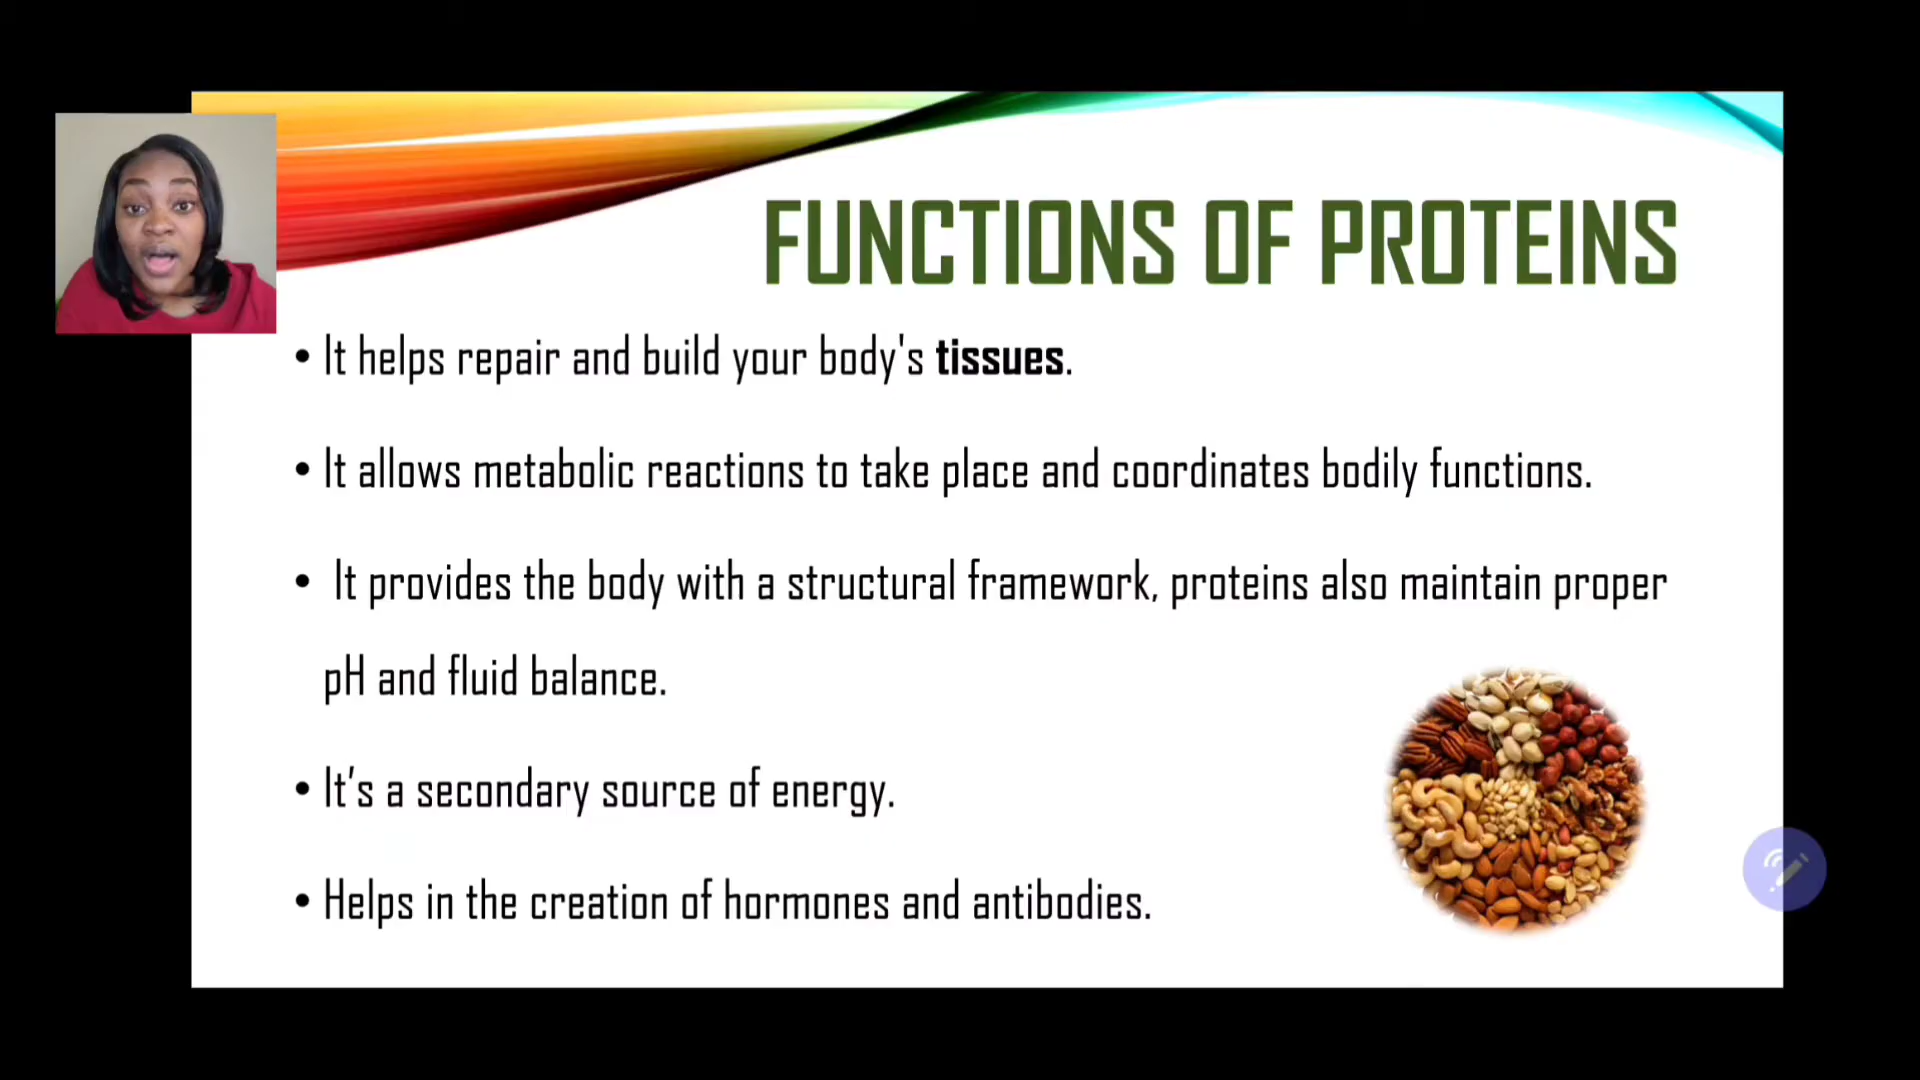 FUNCTIONS OF PROTEINS
• It helps repair and build your body's tissues.
• It allows metabolic reactions to take place and coordinates bodily functions.
• It provides the body with a structural framework, proteins also maintain proper
pH and fluid balance.
• It’s a secondary source of energy.
• Helps in the creation of hormones and antibodies.